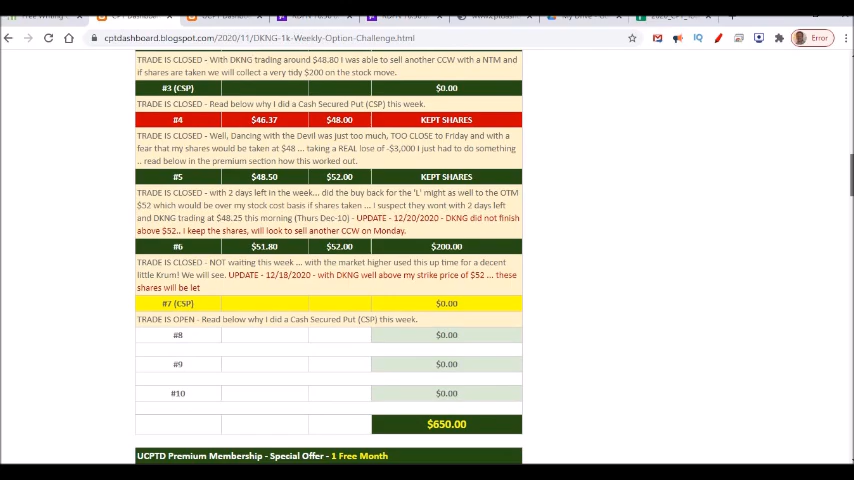 Error
cptdashboard.blogspot.com/2020/11/DKNG-1k-Weekly-Option-Challenge.html
TRADE IS CLOSED - With DKNG trading around $48.80 I was able to sell another CCW with a NTM and
if shares are taken we will collect a very tidy $200 on the stock move.
#3 (CSP) $0.00
TRADE IS CLOSED - Read below why I did a Cash Secured Put (CSP) this week.
#4 $46.37 $48.00 KEPT SHARES
TRADE IS CLOSED - Well, Dancing with the Devil was just too much, TOO CLOSE to Friday and with a
fear that my shares would be taken at $48 ... taking a REAL lose of -$3,000 I just had to do something
.. read below in the premium section how this worked out.
#5 $48.50 $52.00 KEPT SHARES
TRADE IS CLOSED - with 2 days left in the week... did the buy back for the 'L' might as well to the OTM
$52 which would be over my stock cost basis if shares taken ... I suspect they wont with 2 days left
and DKNG trading at $48.25 this morning (Thurs Dec-10) - UPDATE - 12/20/2020 - DKNG did not finish
above $52.. I keep the shares, will look to sell another CCW on Monday.
#6 $51.80 $52.00 $200.00
TRADE IS CLOSED - NOT waiting this week ... with the market higher used this up time for a decent
little Krum! We will see. UPDATE - 12/18/2020 - with DKNG well above my strike price of $52 ... these
shares will be let
#7 (CSP) $0.00
TRADE IS OPEN - Read below why I did a Cash Secured Put (CSP) this week.
#8 $0.00
#9 $0.00
#10 $0.00
$650.00
UCPTD Premium Membership - Special Offer - 1 Free Month